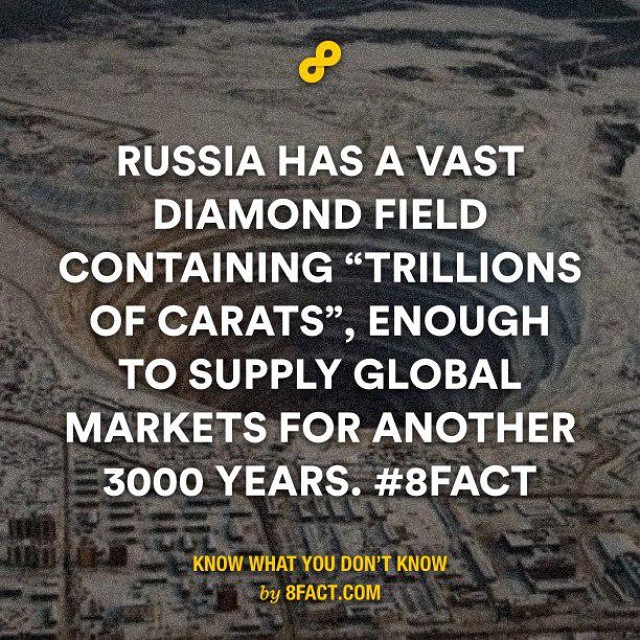 RUSSIA HAS A VAST
DIAMOND FIELD
CONTAINING “TRILLIONS
OF CARATS”, ENOUGH
TO SUPPLY GLOBAL
MARKETS FOR ANOTHER
3000 YEARS. #8FACT
KNOW WHAT YOU DON’T KNOW
by 8FACT.COM